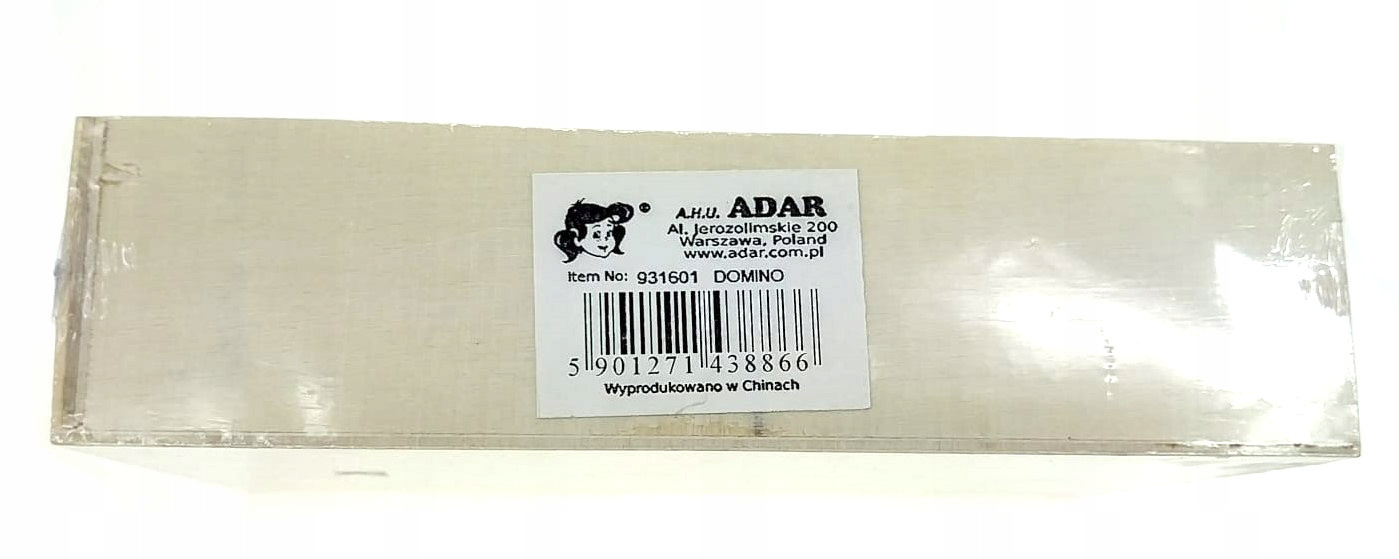 ®
A.H.U. ADAR
Al. Jerozolimskie 200
Warszawa, Poland
www.adar.com.pl
Item No: 931601 DOMINO
5 901271 438866
Wyprodukowano w Chinach